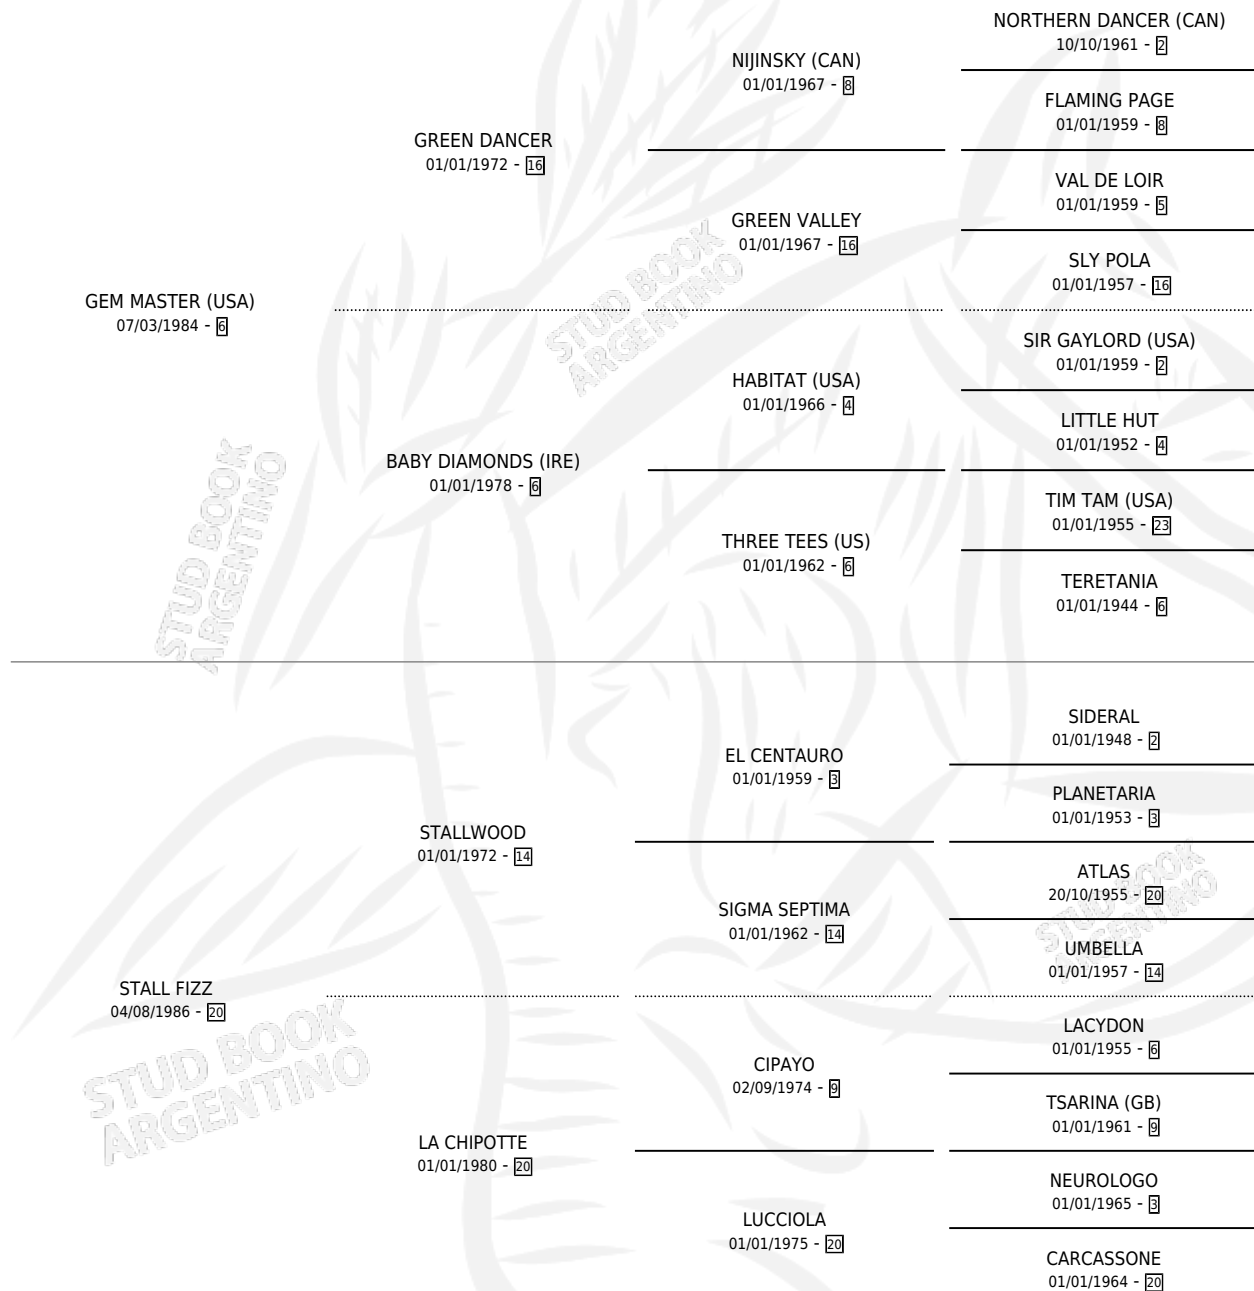 NORTHERN DANCER (CAN)
10/10/1961 - 2
NIJINSKY (CAN)
01/01/1967 - 8
FLAMING PAGE
01/01/1959 - 8
GREEN DANCER
01/01/1972 - 16
VAL DE LOIR
01/01/1959 - 5
GREEN VALLEY
01/01/1967 - 16
SLY POLA
01/01/1957 - 16
GEM MASTER (USA)
07/03/1984 - 6
SIR GAYLORD (USA)
01/01/1959 - 2
HABITAT (USA)
01/01/1966 - 4
LITTLE HUT
01/01/1952 - 4
BABY DIAMONDS (IRE)
01/01/1978 - 6
TIM TAM (USA)
01/01/1955 - 23
THREE TEES (US)
01/01/1962 - 6
TERETANIA
01/01/1944 - 6
STUD BOOK
ARGENTINO
STUD BOOK
ARGENTINO
SIDERAL
01/01/1948 - 2
EL CENTAURO
01/01/1959 - 3
PLANETARIA
01/01/1953 - 3
STALLWOOD
01/01/1972 - 14
ATLAS
20/10/1955 - 20
SIGMA SEPTIMA
01/01/1962 - 14
UMBELLA
01/01/1957 - 14
STUD BOOK
ARGENTINO
STALL FIZZ
04/08/1986 - 20
LACYDON
01/01/1955 - 6
CIPAYO
02/09/1974 - 9
TSARINA (GB)
01/01/1961 - 9
STUD BOOK
ARGENTINO
LA CHIPOTTE
01/01/1980 - 20
NEUROLOGO
01/01/1965 - 3
LUCCIOLA
01/01/1975 - 20
CARCASSONE
01/01/1964 - 20